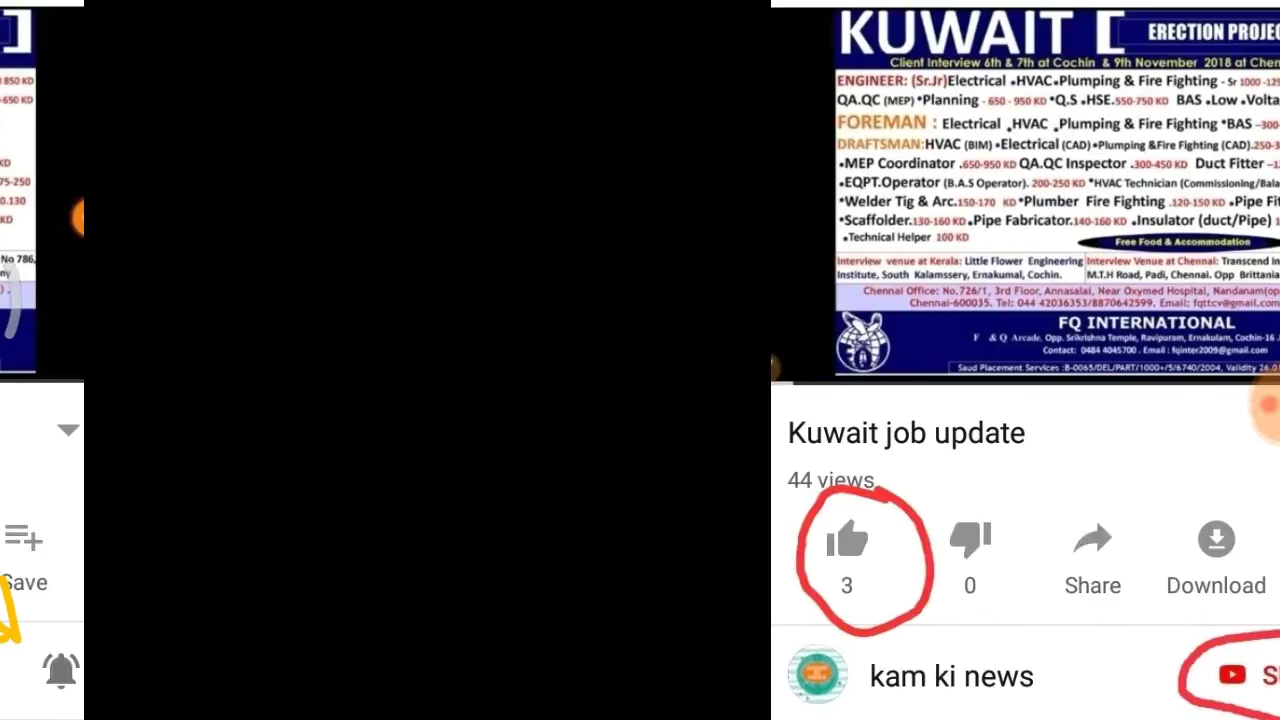 ]
850 KD
-650 KD
KD
75-250
0.130
KD
No 786,
ny
Save
KUWAIT [ ERECTION PROJEC
Client Interview 6th & 7th at Cochin & 9th November 2018 at Chen
ENGINEER: (Sr.Jr)Electrical •HVAC•Plumping & Fire Fighting - Sr 1000 -125
QA.QC (MEP) •Planning - 650 - 950 KD •Q.S •HSE.550-750 KD BAS •Low •Volta
FOREMAN : Electrical •HVAC •Plumping & Fire Fighting •BAS –300-
DRAFTSMAN:HVAC (BIM) •Electrical (CAD)•Plumping &Fire Fighting (CAD).250-3
•MEP Coordinator .650-950 KD QA.QC Inspector .300-450 KD Duct Fitter –12
•EQPT.Operator (B.A.S Operator). 200-250 KD *HVAC Technician (Commissioning/Bala
•Welder Tig & Arc.150-170 KD •Plumber Fire Fighting .120-150 KD •Pipe Fit
•Scaffolder.130-160 KD.•Pipe Fabricator.140-160 KD .•Insulator (duct/Pipe) 1
•Technical Helper 100 KD
Free Food & Accommodation
Interview venue at Kerala: Little Flower Engineering
Institute, South Kalamssery, Ernakumal, Cochin.
Interview Venue at Chennai: Transcend In
M.T.H Road, Padi, Chennai. Opp Brittania
Chennai Office: No.726/1, 3rd Floor, Annasalai, Near Oxymed Hospital, Nandanam(op
Chennai-600035. Tel: 044 42036353/8870642599. Email: fqttcv@gmail.com
FQ INTERNATIONAL
F & Q Arcade, Opp. Srikrishna Temple, Ravipuram, Ernakulam, Cochin-16
Contact: 0484 4045700 . Email : fqinter2009@gmail.com
Saud Placement Services :B-0065/DEL/PART/1000+/5/6740/2004, Validity 26.0
Kuwait job update
44 views
3
0
Share
Download
kam ki news